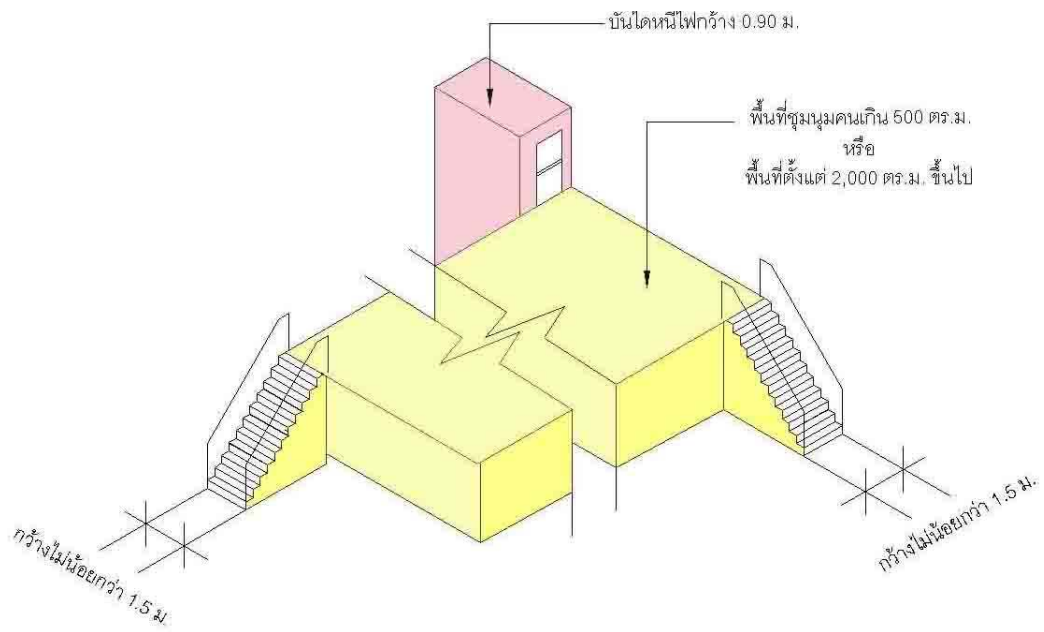 บันไดหนีไฟกว้าง 0.90 ม.
พื้นที่ชุมนุมคนเกิน 500 ตร.ม.
หรือ
พื้นที่ตั้งแต่ 2,000 ตร.ม. ขึ้นไป
กว้างไม่น้อยกว่า 1.5 ม.
กว้างไม่น้อยกว่า 1.5 ม.